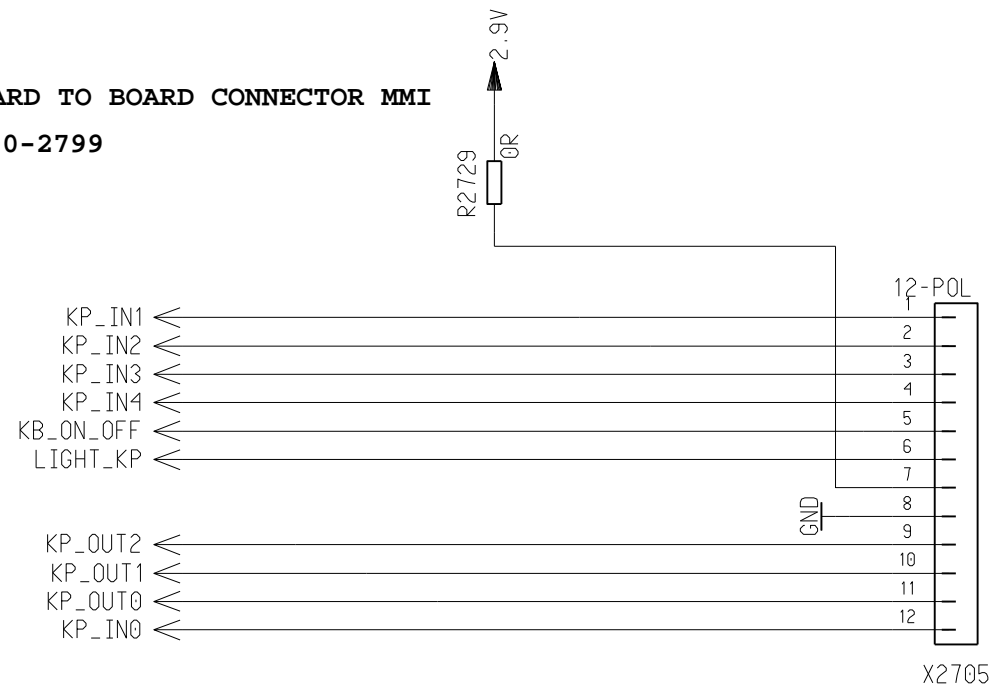 2.9V
ARD TO BOARD CONNECTOR MMI
0-2799
0R
R2729
12-POL
KP_IN1 1
KP_IN2 2
KP_IN3 3
KP_IN4 4
KB_ON_OFF 5
LIGHT_KP 6
7
GND 8
KP_OUT2 9
KP_OUT1 10
KP_OUT0 11
KP_IN0 12
X2705